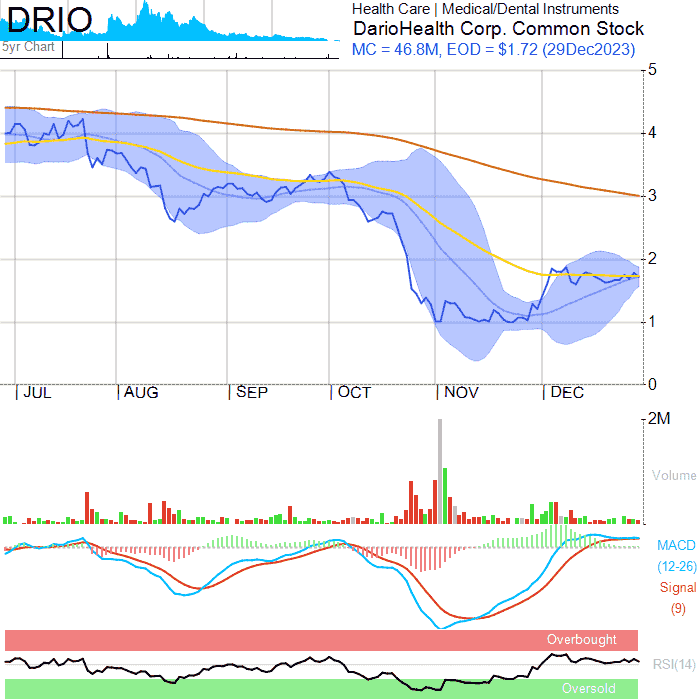 DRIO
5yr Chart
Health Care | Medical/Dental Instruments
DarioHealth Corp. Common Stock
MC = 46.8M, EOD = $1.72 (29Dec2023)
5
4
3
2
1
0
| JUL | AUG | SEP | OCT | NOV | DEC
2M
Volume
MACD
(12-26)
Signal
(9)
Overbought
RSI(14)
Oversold